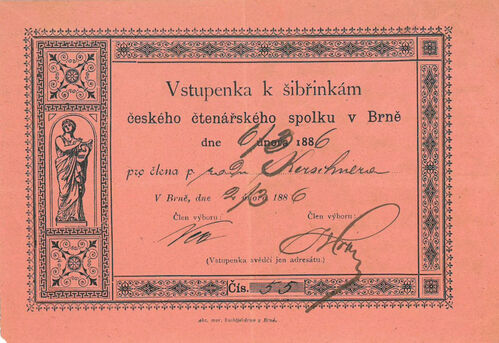 Vstupenka k šibřinkám
českého čtenářského spolku v Brně
dne 6/3 února 1886
pro člena p. radu Kerschnera
V Brně, dne 2/3 února 1886
Člen výboru: Člen výboru:
(Vstupenka svědčí jen adresátu.)
Čís. 55